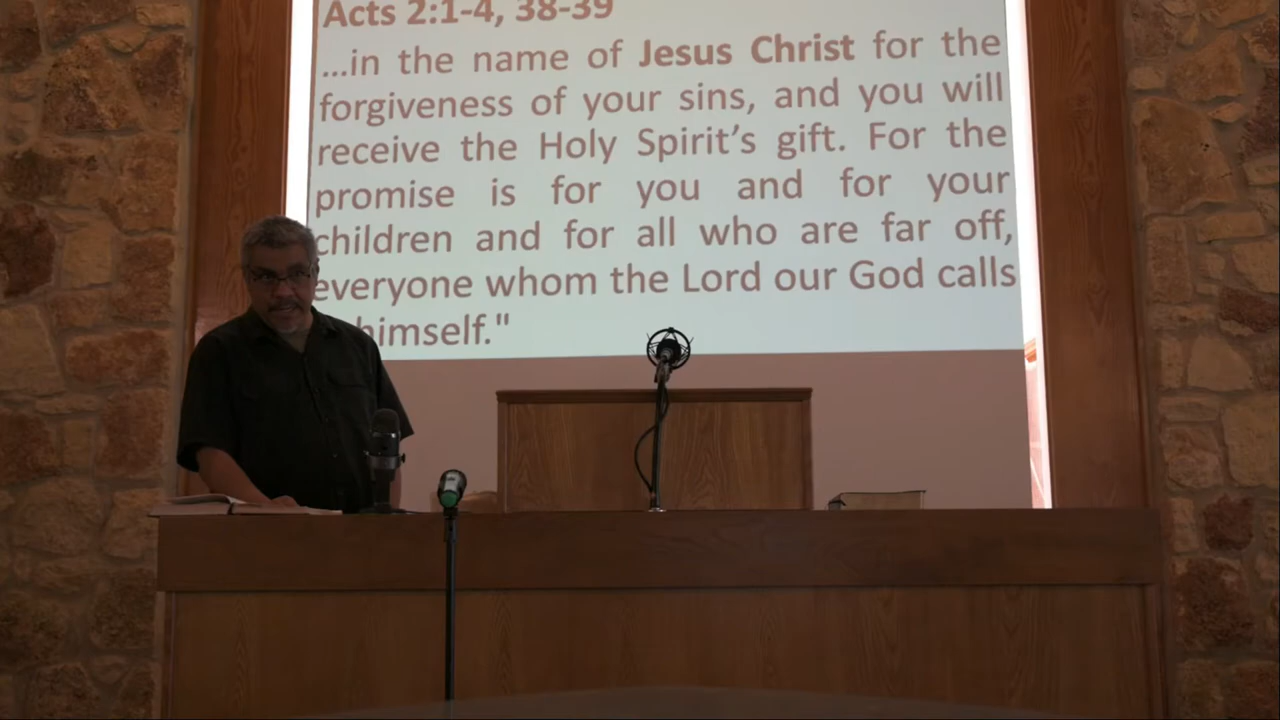 Acts 2:1-4, 38-39
...in the name of Jesus Christ for the
forgiveness of your sins, and you will
receive the Holy Spirit's gift. For the
promise is for you and for your
children and for all who are far off,
everyone whom the Lord our God calls
himself."